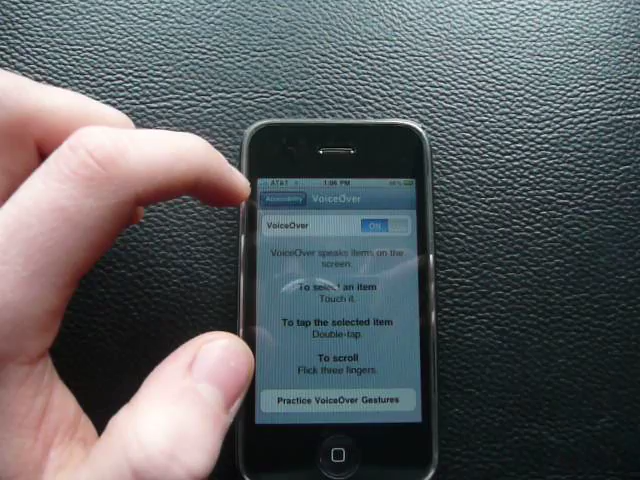 AT&T 1:06 PM
Accessibility VoiceOver
VoiceOver ON
VoiceOver speaks items on the
screen.
To select an item
Touch it.
To tap the selected item
Double-tap.
To scroll
Flick three fingers.
Practice VoiceOver Gestures